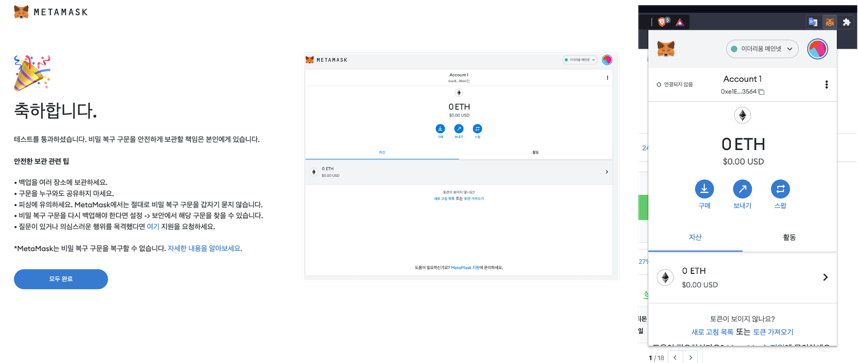 METAMASK
축하합니다.
테스트를 통과하셨습니다. 비밀 복구 구문을 안전하게 보관할 책임은 본인에게 있습니다.
안전한 보관 관련 팁
• 백업을 여러 장소에 보관하세요.
• 구문을 누구와도 공유하지 마세요.
• 피싱에 유의하세요. MetaMask에서는 절대로 비밀 복구 구문을 갑자기 묻지 않습니다.
• 비밀 복구 구문을 다시 백업해야 한다면 설정 -> 보안에서 해당 구문을 찾을 수 있습니다.
• 질문이 있거나 의심스러운 행위를 목격했다면 여기 지원을 요청하세요.
*MetaMask는 비밀 복구 구문을 복구할 수 없습니다. 자세한 내용을 알아보세요.
모두 완료
METAMASK
이더리움 메인넷
Account 1
0 ETH
$0.00 USD
구매
보내기
스왑
자산
활동
0 ETH
$0.00 USD
토큰이 보이지 않나요?
새로 고침 목록 또는 토큰 가져오기
도움이 필요하신가요? MetaMask 지원에 문의하세요.
이더리움 메인넷
연결되지 않음
Account 1
0xe1E...3564
0 ETH
$0.00 USD
구매
보내기
스왑
자산
활동
0 ETH
$0.00 USD
토큰이 보이지 않나요?
새로 고침 목록 또는 토큰 가져오기
1 / 18